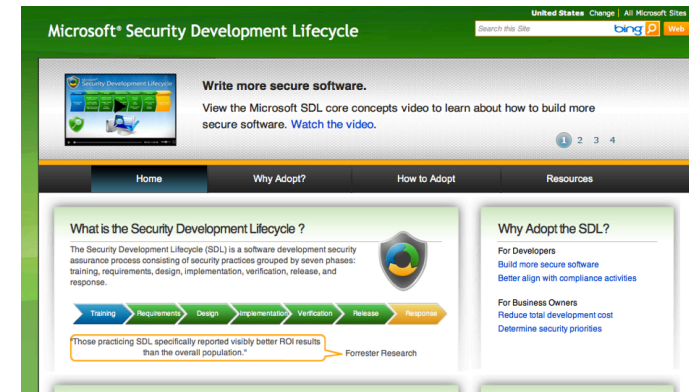 United States Change | All Microsoft Sites
Microsoft® Security Development Lifecycle
Search this Site
bing
Web
Security Development Lifecycle
Write more secure software.
View the Microsoft SDL core concepts video to learn about how to build more
secure software. Watch the video.
1 2 3 4
Home
Why Adopt?
How to Adopt
Resources
What is the Security Development Lifecycle ?
The Security Development Lifecycle (SDL) is a software development security
assurance process consisting of security practices grouped by seven phases:
training, requirements, design, implementation, verification, release, and
response.
Training
Requirements
Design
Implementation
Verification
Release
Response
"Those practicing SDL specifically reported visibly better ROI results
than the overall population."
Forrester Research
Why Adopt the SDL?
For Developers
Build more secure software
Better align with compliance activities
For Business Owners
Reduce total development cost
Determine security priorities